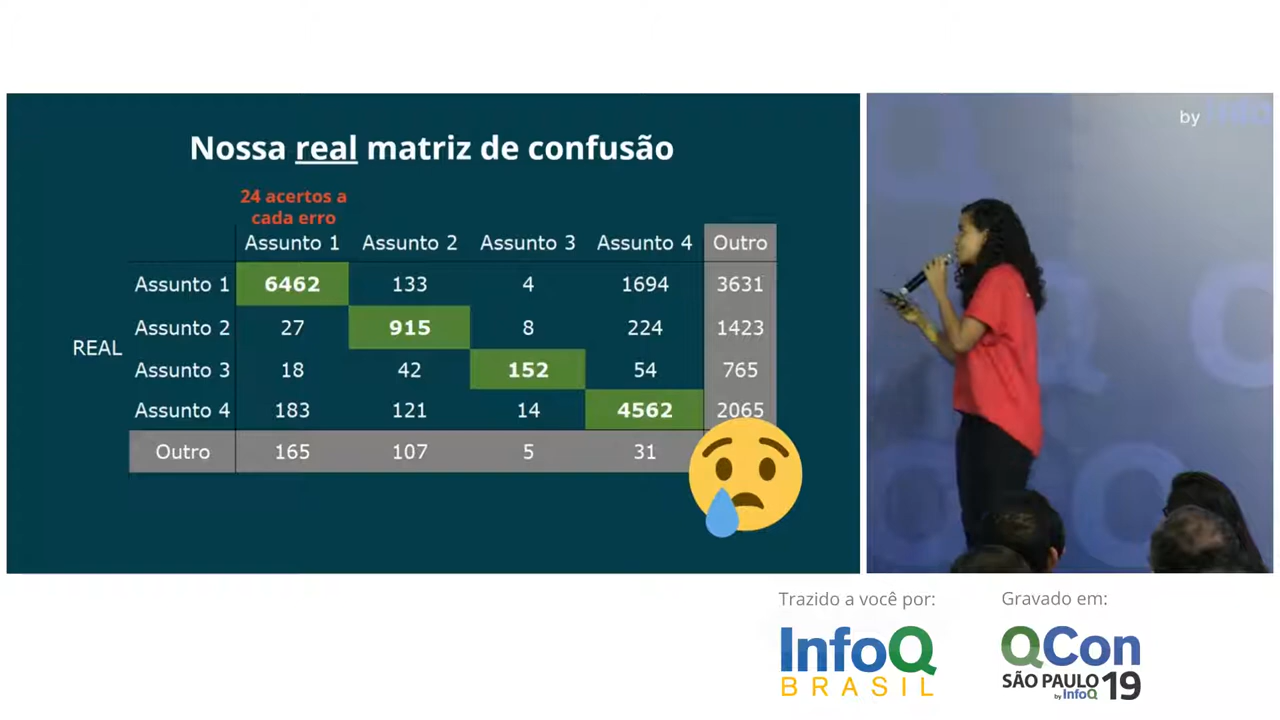 by InfoQ
Nossa real matriz de confusão
24 acertos a
cada erro
Assunto 1 Assunto 2 Assunto 3 Assunto 4 Outro
Assunto 1 6462 133 4 1694 3631
Assunto 2 27 915 8 224 1423
REAL
Assunto 3 18 42 152 54 765
Assunto 4 183 121 14 4562 2065
Outro 165 107 5 31
Trazido a você por:
InfoQ
BRASIL
Gravado em:
QCon
SÃO PAULO 19
by InfoQ